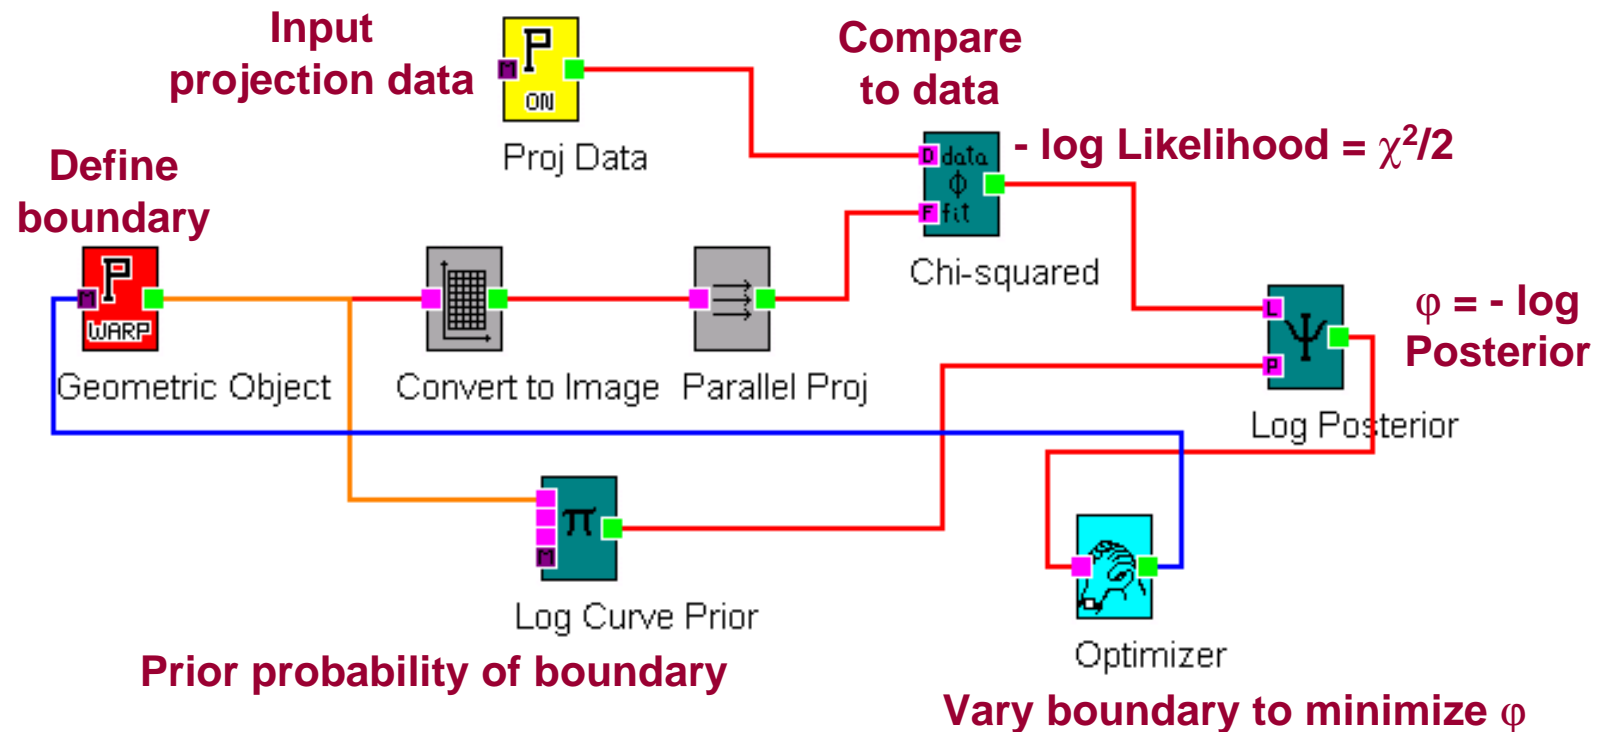 Input
projection data
M
P
ON
Proj Data
Compare
to data
D data
Φ
F fit
Chi-squared
- log Likelihood = χ²/2
Define
boundary
M
P
WARP
Geometric Object
Convert to Image
Parallel Proj
L
Ψ
P
Log Posterior
φ = - log
Posterior
π
M
Log Curve Prior
Prior probability of boundary
Optimizer
Vary boundary to minimize φ